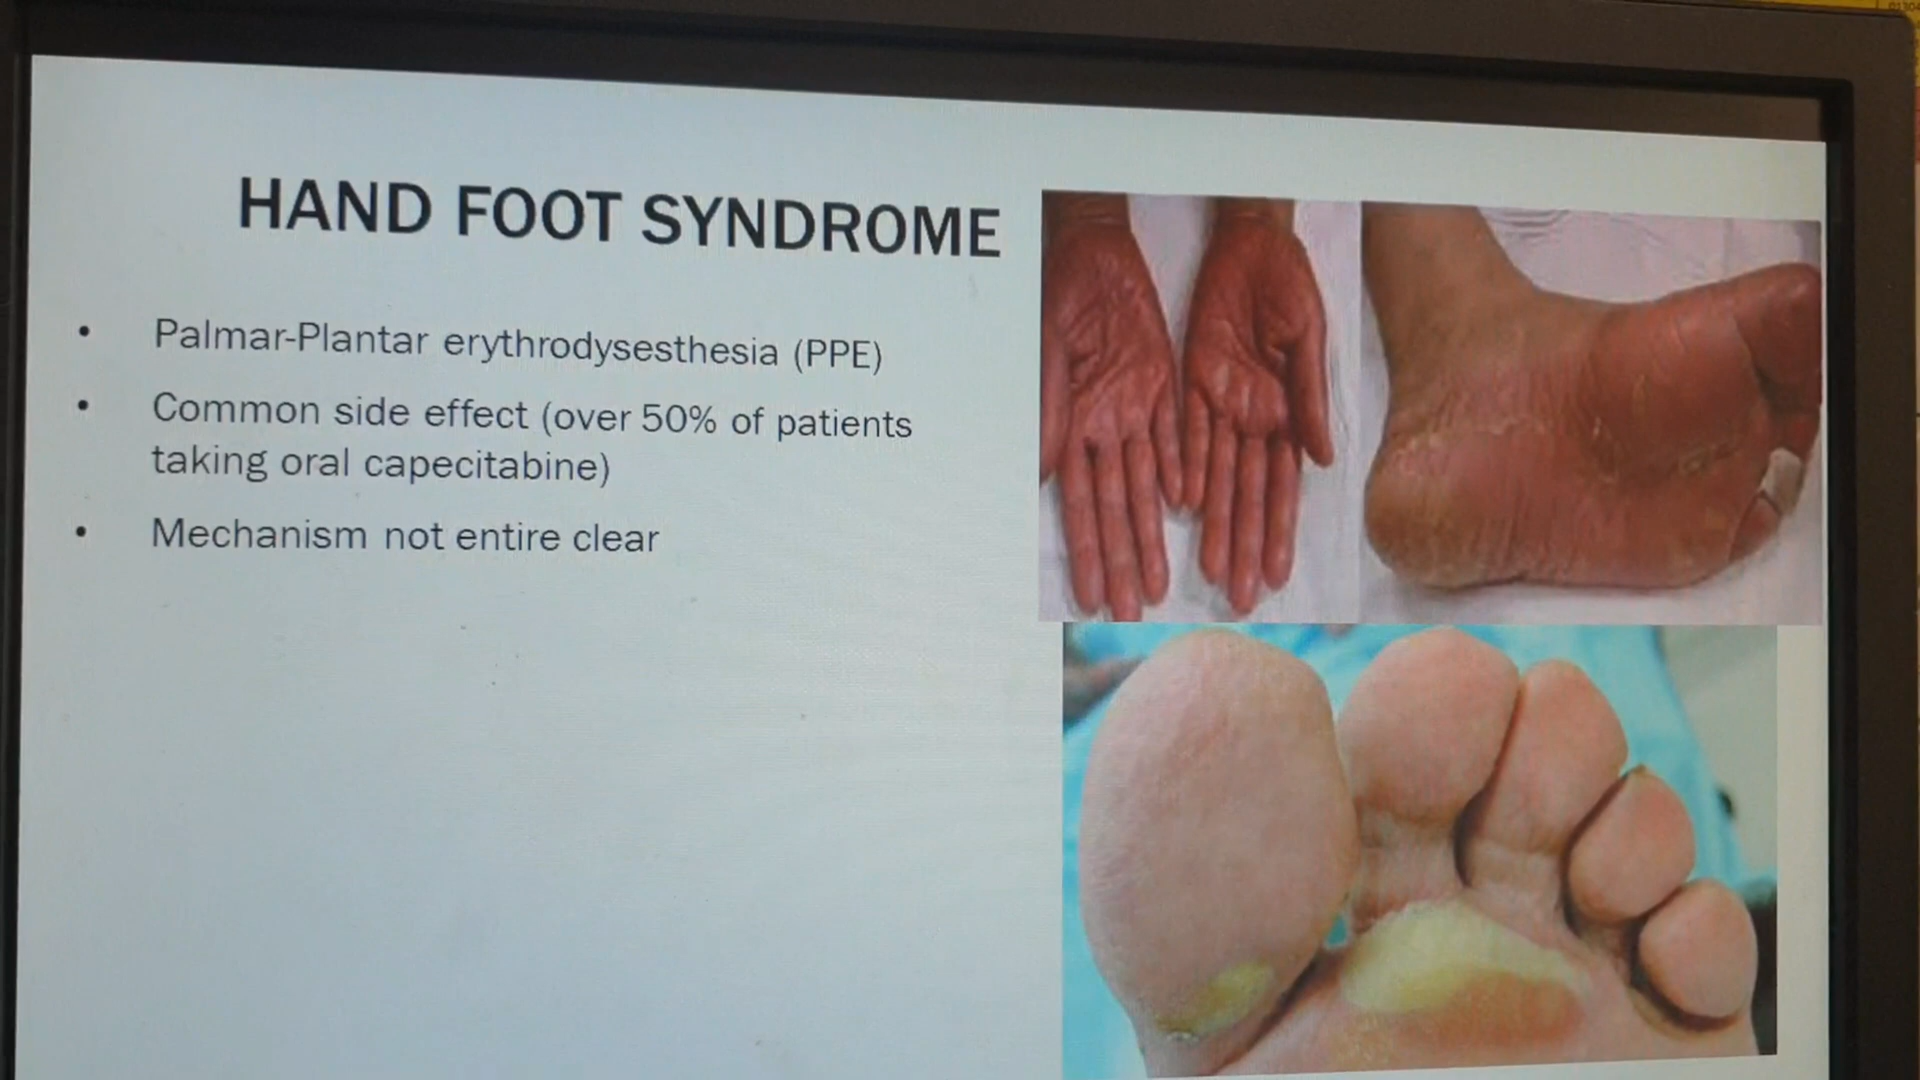 HAND FOOT SYNDROME
• Palmar-Plantar erythrodysesthesia (PPE)
• Common side effect (over 50% of patients
taking oral capecitabine)
• Mechanism not entire clear